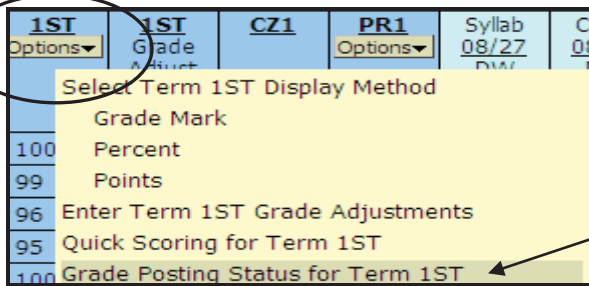 1ST 1ST CZ1 PR1 Syllab
Options Grade Options 08/27
Adjust DW
Select Term 1ST Display Method
Grade Mark
100 Percent
99 Points
96 Enter Term 1ST Grade Adjustments
95 Quick Scoring for Term 1ST
100 Grade Posting Status for Term 1ST